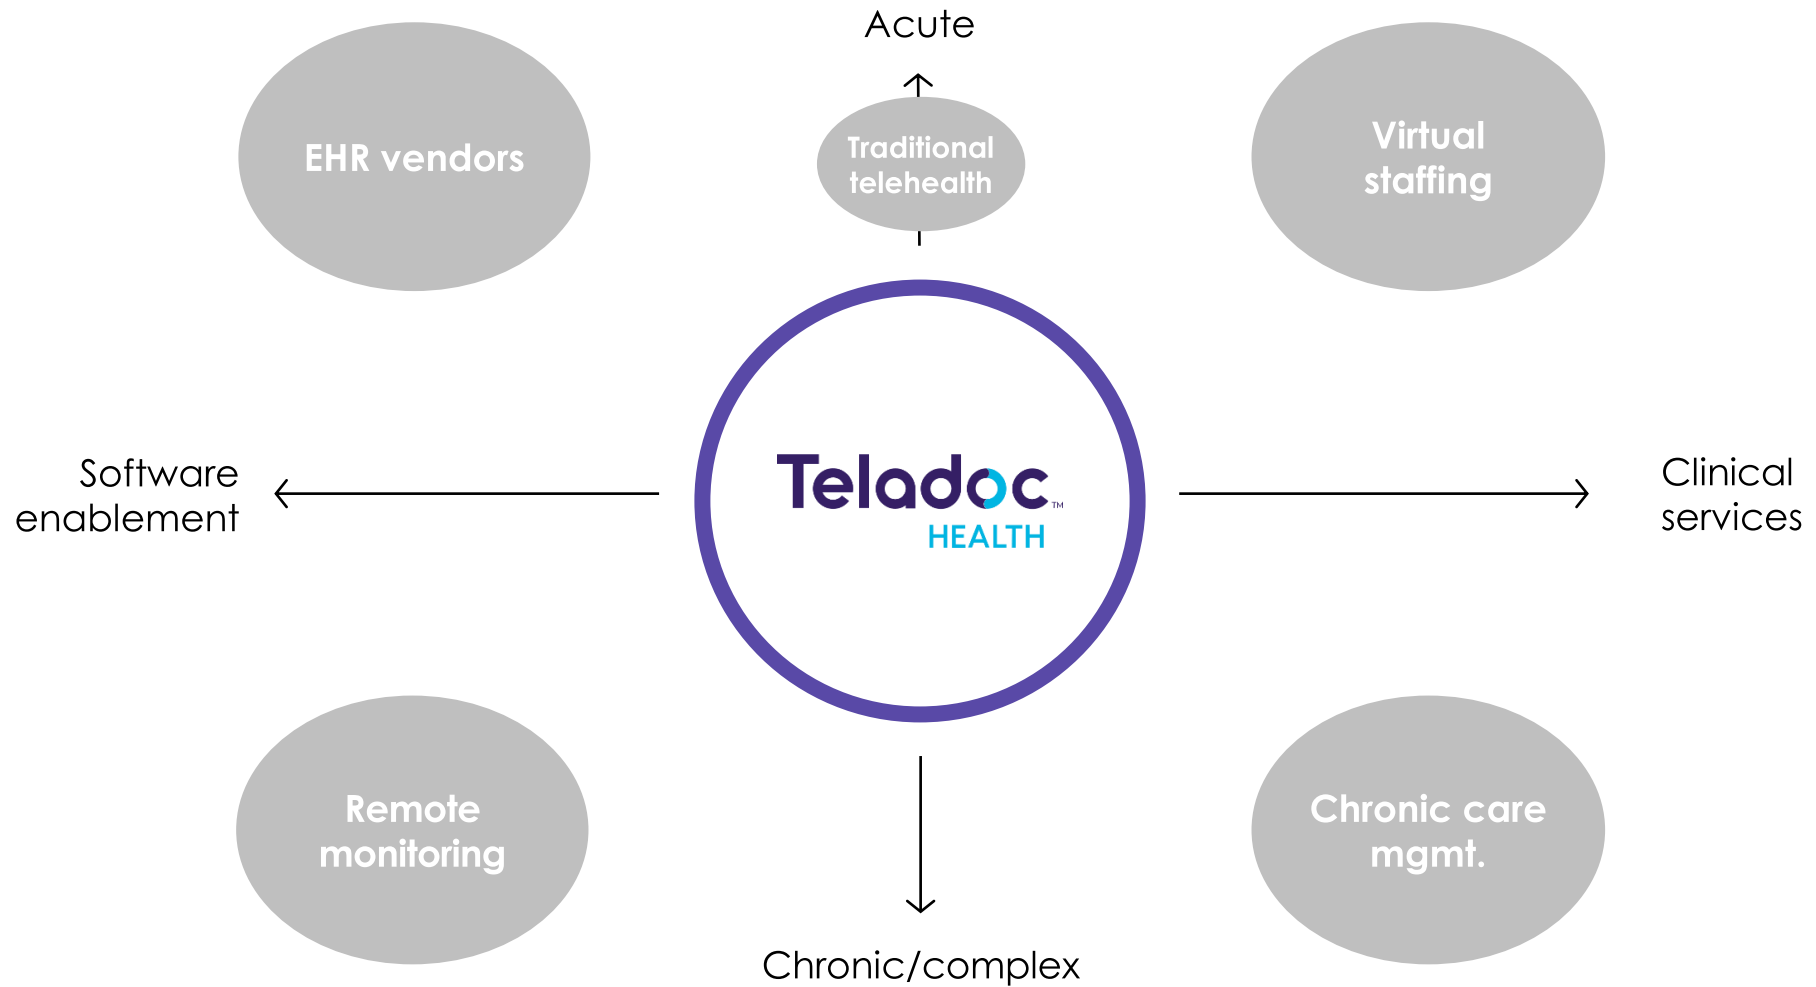 Acute
EHR vendors
Traditional
telehealth
Virtual
staffing
Software
enablement
Teladoc™
HEALTH
Clinical
services
Remote
monitoring
Chronic care
mgmt.
Chronic/complex